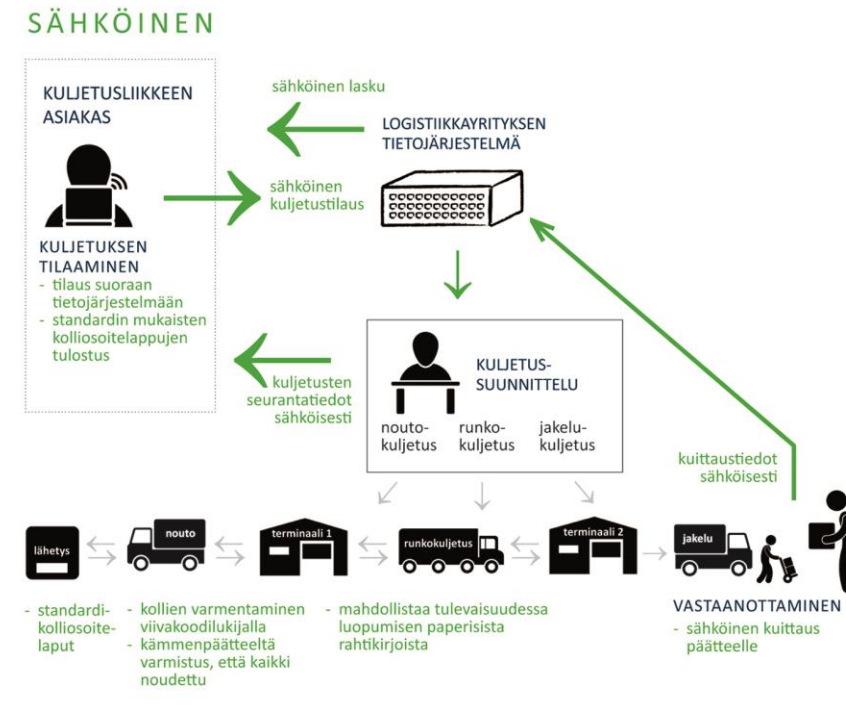 SÄHKÖINEN
KULJETUSLIIKKEEN
ASIAKAS
KULJETUKSEN
TILAAMINEN
- tilaus suoraan
tietojärjestelmään
- standardin mukaisten
kolliosoitelappujen
tulostus
sähköinen lasku
sähköinen
kuljetustilaus
LOGISTIIKKAYRITYKSEN
TIETOJÄRJESTELMÄ
kuljetusten
seurantatiedot
sähköisesti
KULJETUS-
SUUNNITTELU
nouto-
kuljetus
runko-
kuljetus
jakelu-
kuljetus
kuittaustiedot
sähköisesti
lähetys
nouto
terminaali 1
runkokuljetus
terminaali 2
jakelu
- standardi-
kolliosoite-
laput
- kollien varmentaminen
viivakoodilukijalla
- kämmenpäätteeltä
varmistus, että kaikki
noudettu
- mahdollistaa tulevaisuudessa
luopumisen paperisista
rahtikirjoista
VASTAANOTTAMINEN
- sähköinen kuittaus
päätteelle